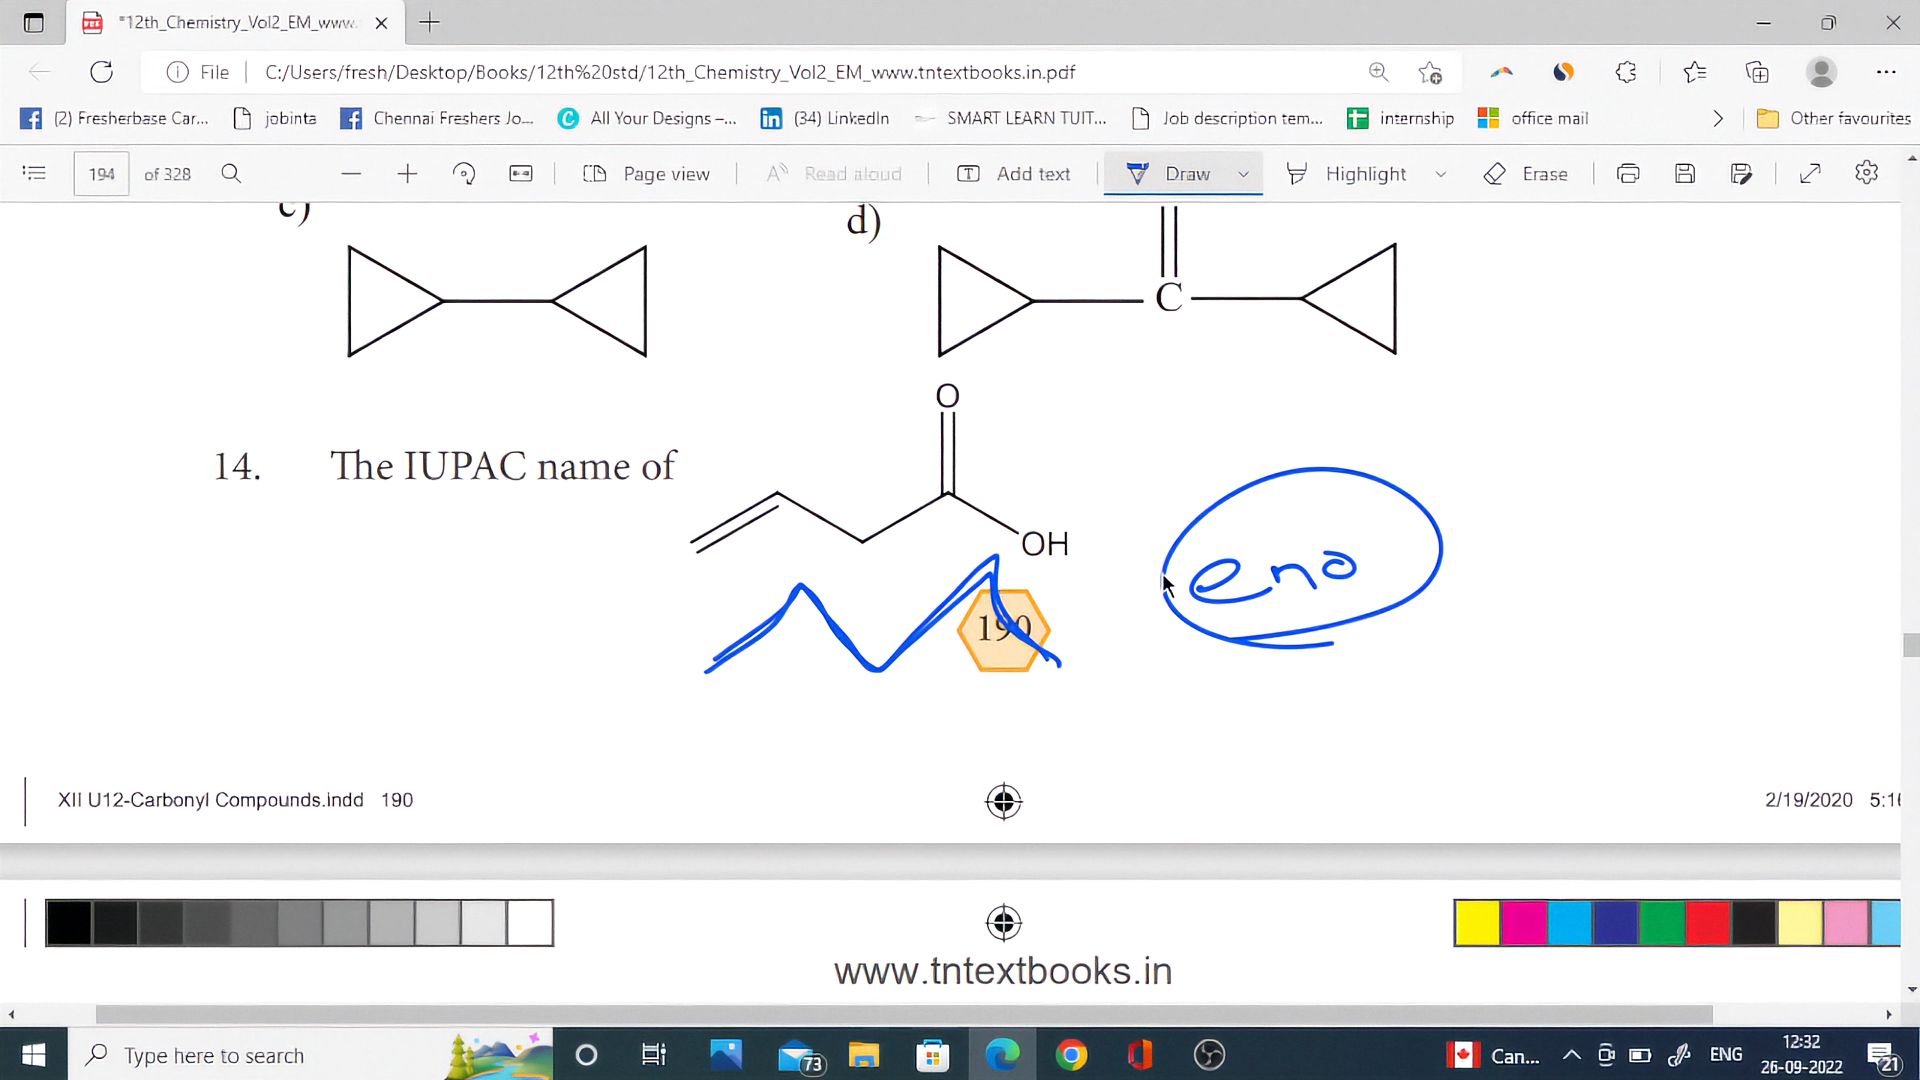 *12th_Chemistry_Vol2_EM_www.
File C:/Users/fresh/Desktop/Books/12th%20std/12th_Chemistry_Vol2_EM_www.tntextbooks.in.pdf
(2) Fresherbase Car... jobinta Chennai Freshers Jo... All Your Designs –... (34) LinkedIn SMART LEARN TUIT... Job description tem... internship office mail Other favourites
194 of 328 Page view Read aloud Add text Draw Highlight Erase
c) d)
C
O
14. The IUPAC name of
OH
eno
190
XII U12-Carbonyl Compounds.indd 190 2/19/2020 5:16
www.tntextbooks.in
Type here to search 73 Can... ENG 12:32
26-09-2022 21